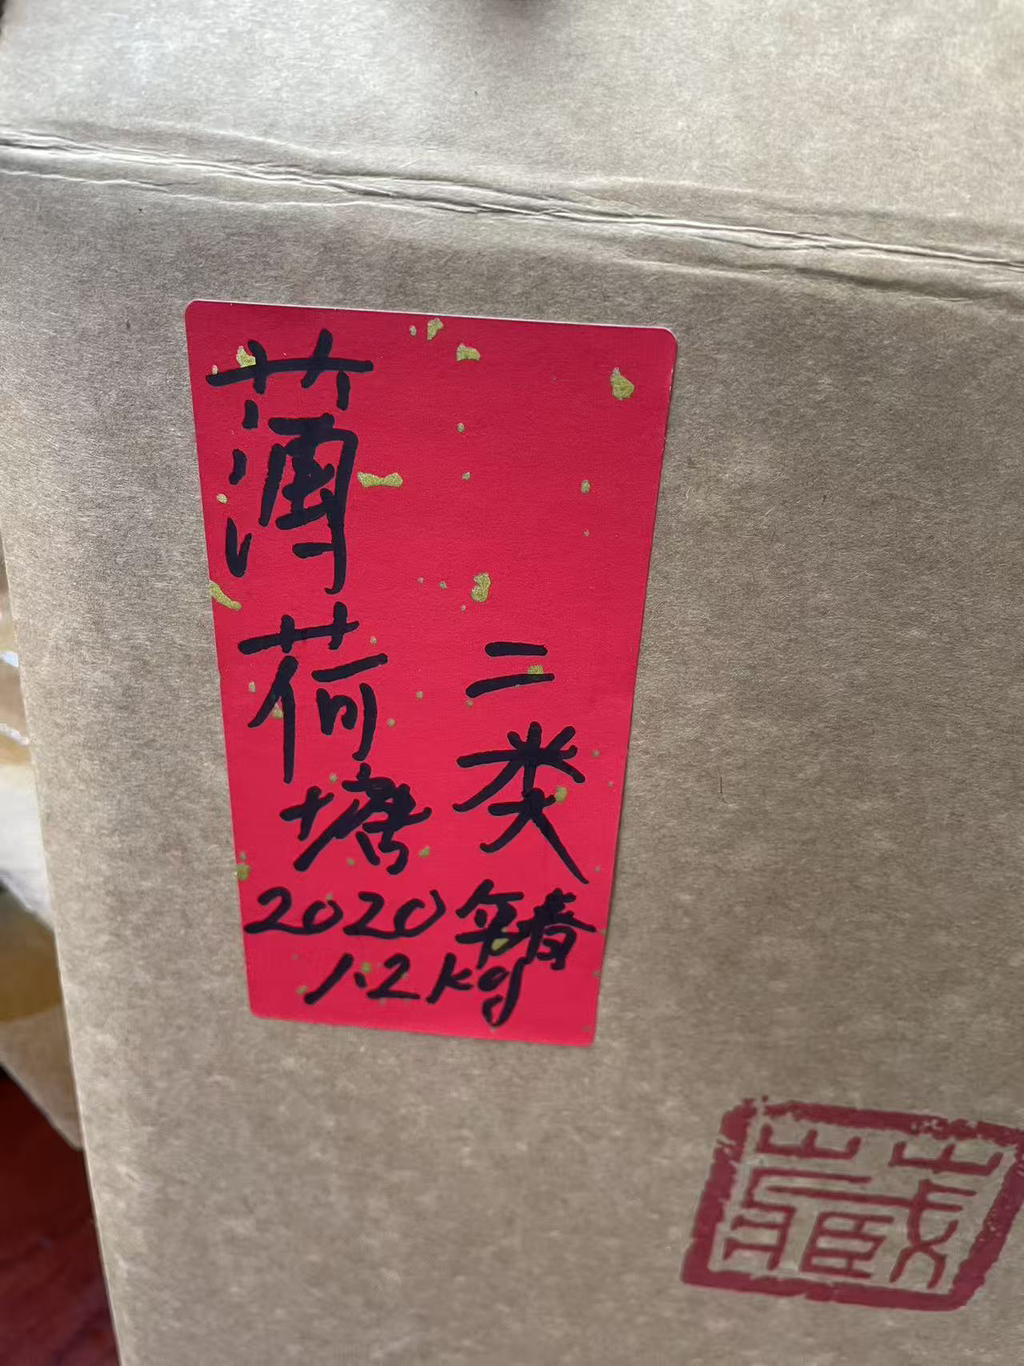 薄荷塘
二类
2020年春
1.2kg
藏